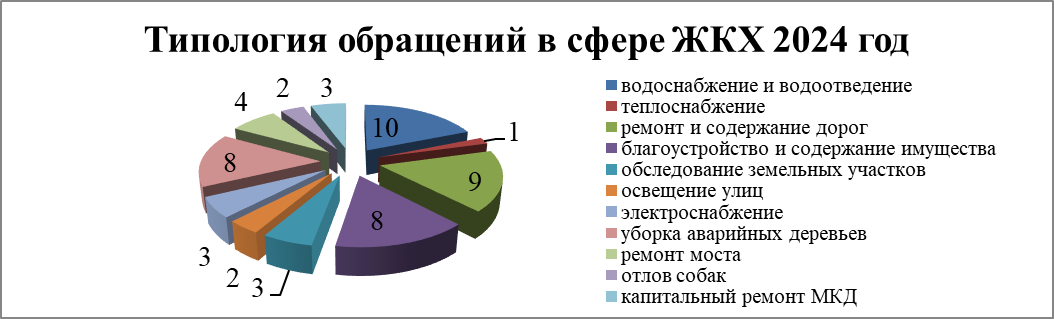 Типология обращений в сфере ЖКХ 2024 год
10
1
9
8
3
2
3
8
4
2
3
водоснабжение и водоотведение
теплоснабжение
ремонт и содержание дорог
благоустройство и содержание имущества
обследование земельных участков
освещение улиц
электроснабжение
уборка аварийных деревьев
ремонт моста
отлов собак
капитальный ремонт МКД